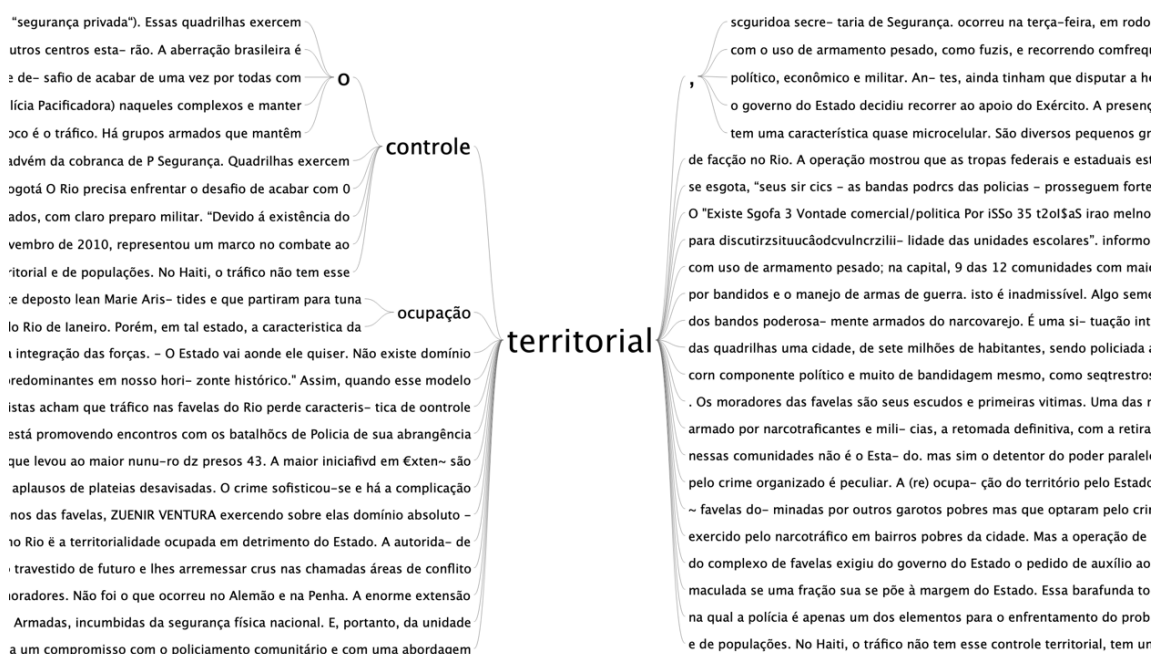 "segurança privada"). Essas quadrilhas exercem
utros centros esta– rão. A aberração brasileira é
e de– safio de acabar de uma vez por todas com
lícia Pacificadora) naqueles complexos e manter
oco é o tráfico. Há grupos armados que mantêm
o
advém da cobranca de P Segurança. Quadrilhas exercem
ogotá O Rio precisa enfrentar o desafio de acabar com 0
ados, com claro preparo militar. "Devido á existência do
vembro de 2010, representou um marco no combate ao
ritorial e de populações. No Haiti, o tráfico não tem esse
controle
te deposto lean Marie Aris– tides e que partiram para tuna
lo Rio de laneiro. Porém, em tal estado, a caracteristica da
ocupação
a integração das forças. – O Estado vai aonde ele quiser. Não existe domínio
predominantes em nosso hori– zonte histórico." Assim, quando esse modelo
istas acham que tráfico nas favelas do Rio perde caracteris– tica de oontrole
está promovendo encontros com os batalhõcs de Policia de sua abrangência
que levou ao maior nunu–ro dz presos 43. A maior iniciafivd em €xten~ são
aplausos de plateias desavisadas. O crime sofisticou–se e há a complicação
nos das favelas, ZUENIR VENTURA exercendo sobre elas domínio absoluto –
no Rio ë a territorialidade ocupada em detrimento do Estado. A autorida– de
travestido de futuro e lhes arremessar crus nas chamadas áreas de conflito
moradores. Não foi o que ocorreu no Alemão e na Penha. A enorme extensão
Armadas, incumbidas da segurança física nacional. E, portanto, da unidade
a um compromisso com o policiamento comunitário e com uma abordagem
territorial
,
scguridoa secre– taria de Segurança. ocorreu na terça–feira, em rodo
com o uso de armamento pesado, como fuzis, e recorrendo comfrequ
político, econômico e militar. An– tes, ainda tinham que disputar a he
o governo do Estado decidiu recorrer ao apoio do Exército. A presenç
tem uma característica quase microcelular. São diversos pequenos gr
de facção no Rio. A operação mostrou que as tropas federais e estaduais est
se esgota, "seus sir cics – as bandas podrcs das policias – prosseguem forte
O "Existe Sgofa 3 Vontade comercial/politica Por iSSo 35 t2oI$aS irao melno
para discutirzsituucâodcvulncrzilii– lidade das unidades escolares". informo
com uso de armamento pesado; na capital, 9 das 12 comunidades com maie
por bandidos e o manejo de armas de guerra. isto é inadmissível. Algo seme
dos bandos poderosa– mente armados do narcovarejo. É uma si– tuação int
das quadrilhas uma cidade, de sete milhões de habitantes, sendo policiada a
corn componente político e muito de bandidagem mesmo, como seqtrestros
. Os moradores das favelas são seus escudos e primeiras vitimas. Uma das r
armado por narcotraficantes e mili– cias, a retomada definitiva, com a retira
nessas comunidades não é o Esta– do. mas sim o detentor do poder paralelo
pelo crime organizado é peculiar. A (re) ocupa– ção do território pelo Estado
~ favelas do– minadas por outros garotos pobres mas que optaram pelo crin
exercido pelo narcotráfico em bairros pobres da cidade. Mas a operação de
do complexo de favelas exigiu do governo do Estado o pedido de auxílio ao
maculada se uma fração sua se põe à margem do Estado. Essa barafunda to
na qual a polícia é apenas um dos elementos para o enfrentamento do prob
e de populações. No Haiti, o tráfico não tem esse controle territorial, tem un